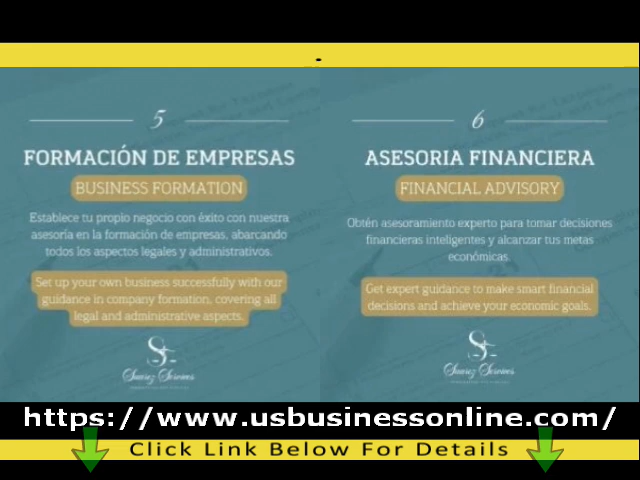 5
FORMACIÓN DE EMPRESAS
BUSINESS FORMATION
Establece tu propio negocio con éxito con nuestra
asesoría en la formación de empresas, abarcando
todos los aspectos legales y administrativos.
Set up your own business successfully with our
guidance in company formation, covering all
legal and administrative aspects.
Suarez Services
6
ASESORIA FINANCIERA
FINANCIAL ADVISORY
Obtén asesoramiento experto para tomar decisiones
financieras inteligentes y alcanzar tus metas
económicas.
Get expert guidance to make smart financial
decisions and achieve your economic goals.
Suarez Services
https://www.usbusinessonline.com/
Click Link Below For Details